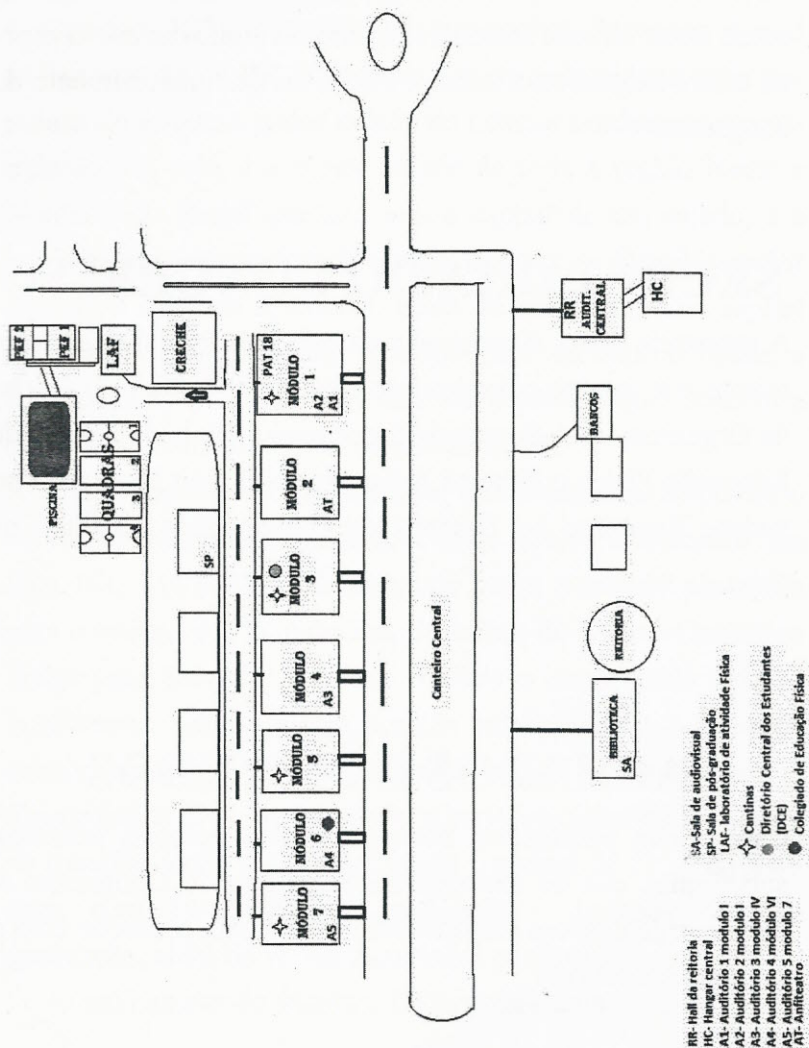 PEF 2
PEF 1
LAF
CRECHE
PISCINA
QUADRAS
1
2
3
4
SP
PAT 18
MÓDULO
1
A2
A1
MÓDULO
2
AT
MÓDULO
3
MÓDULO
4
A3
MÓDULO
5
MÓDULO
6
A4
MÓDULO
7
A5
Canteiro Central
RR
AUDIT.
CENTRAL
HC
BANCOS
REITORIA
BIBLIOTECA
SA
RR- Hall da reitoria
HC- Hangar central
A1- Auditório 1 modulo I
A2- Auditório 2 modulo I
A3- Auditório 3 modulo IV
A4- Auditório 4 módulo VI
A5- Auditório 5 modulo 7
AT- Anfiteatro
SA-Sala de audiovisual
SP- Sala de pós-graduação
LAF- laboratório de atividade Física
Cantinas
Diretório Central dos Estudantes
(DCE)
Colegiado de Educação Física